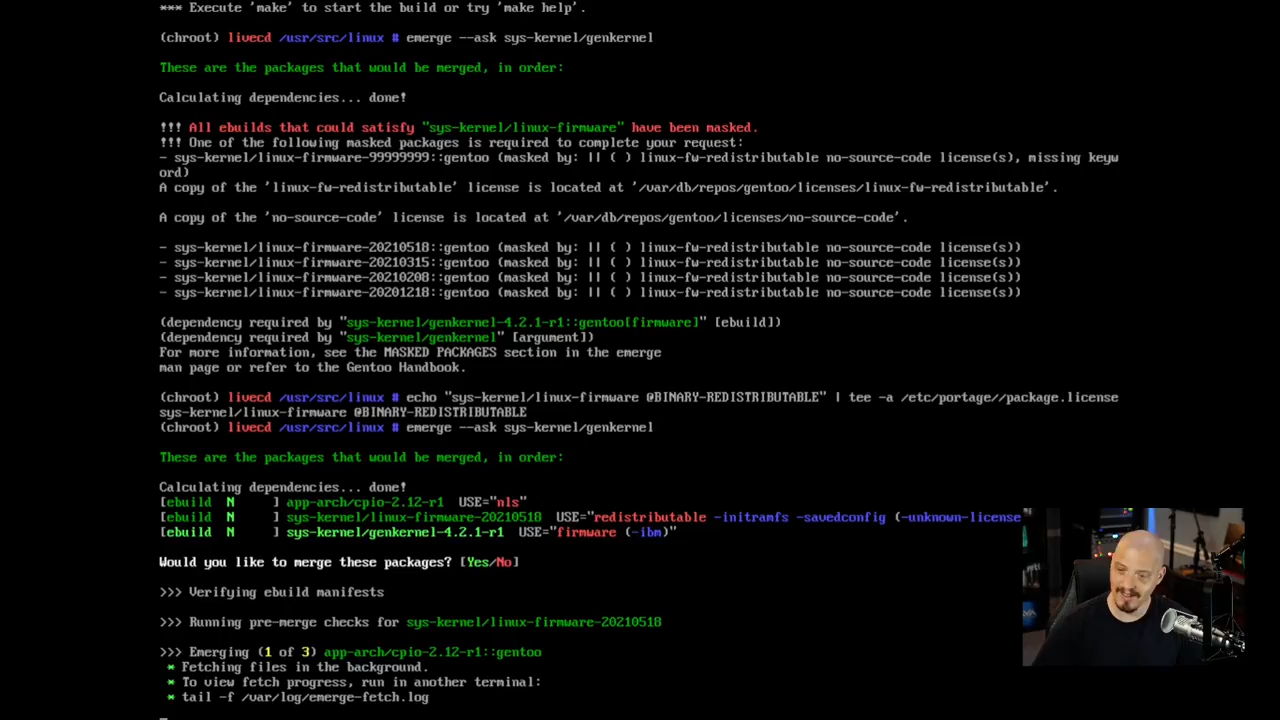 *** Execute 'make' to start the build or try 'make help'.
(chroot) livecd /usr/src/linux # emerge --ask sys-kernel/genkernel
These are the packages that would be merged, in order:
Calculating dependencies... done!
!!! All ebuilds that could satisfy "sys-kernel/linux-firmware" have been masked.
!!! One of the following masked packages is required to complete your request:
- sys-kernel/linux-firmware-99999999::gentoo (masked by: || ( ) linux-fw-redistributable no-source-code license(s), missing keyw
ord)
A copy of the 'linux-fw-redistributable' license is located at '/var/db/repos/gentoo/licenses/linux-fw-redistributable'.
A copy of the 'no-source-code' license is located at '/var/db/repos/gentoo/licenses/no-source-code'.
- sys-kernel/linux-firmware-20210518::gentoo (masked by: || ( ) linux-fw-redistributable no-source-code license(s))
- sys-kernel/linux-firmware-20210315::gentoo (masked by: || ( ) linux-fw-redistributable no-source-code license(s))
- sys-kernel/linux-firmware-20210208::gentoo (masked by: || ( ) linux-fw-redistributable no-source-code license(s))
- sys-kernel/linux-firmware-20201218::gentoo (masked by: || ( ) linux-fw-redistributable no-source-code license(s))
(dependency required by "sys-kernel/genkernel-4.2.1-r1::gentoo[firmware]" [ebuild])
(dependency required by "sys-kernel/genkernel" [argument])
For more information, see the MASKED PACKAGES section in the emerge
man page or refer to the Gentoo Handbook.
(chroot) livecd /usr/src/linux # echo "sys-kernel/linux-firmware @BINARY-REDISTRIBUTABLE" | tee -a /etc/portage//package.license
sys-kernel/linux-firmware @BINARY-REDISTRIBUTABLE
(chroot) livecd /usr/src/linux # emerge --ask sys-kernel/genkernel
These are the packages that would be merged, in order:
Calculating dependencies... done!
[ebuild  N     ] app-arch/cpio-2.12-r1  USE="nls"
[ebuild  N     ] sys-kernel/linux-firmware-20210518  USE="redistributable -initramfs -savedconfig (-unknown-license
[ebuild  N     ] sys-kernel/genkernel-4.2.1-r1  USE="firmware (-ibm)"
Would you like to merge these packages? [Yes/No]
>>> Verifying ebuild manifests
>>> Running pre-merge checks for sys-kernel/linux-firmware-20210518
>>> Emerging (1 of 3) app-arch/cpio-2.12-r1::gentoo
* Fetching files in the background.
* To view fetch progress, run in another terminal:
* tail -f /var/log/emerge-fetch.log